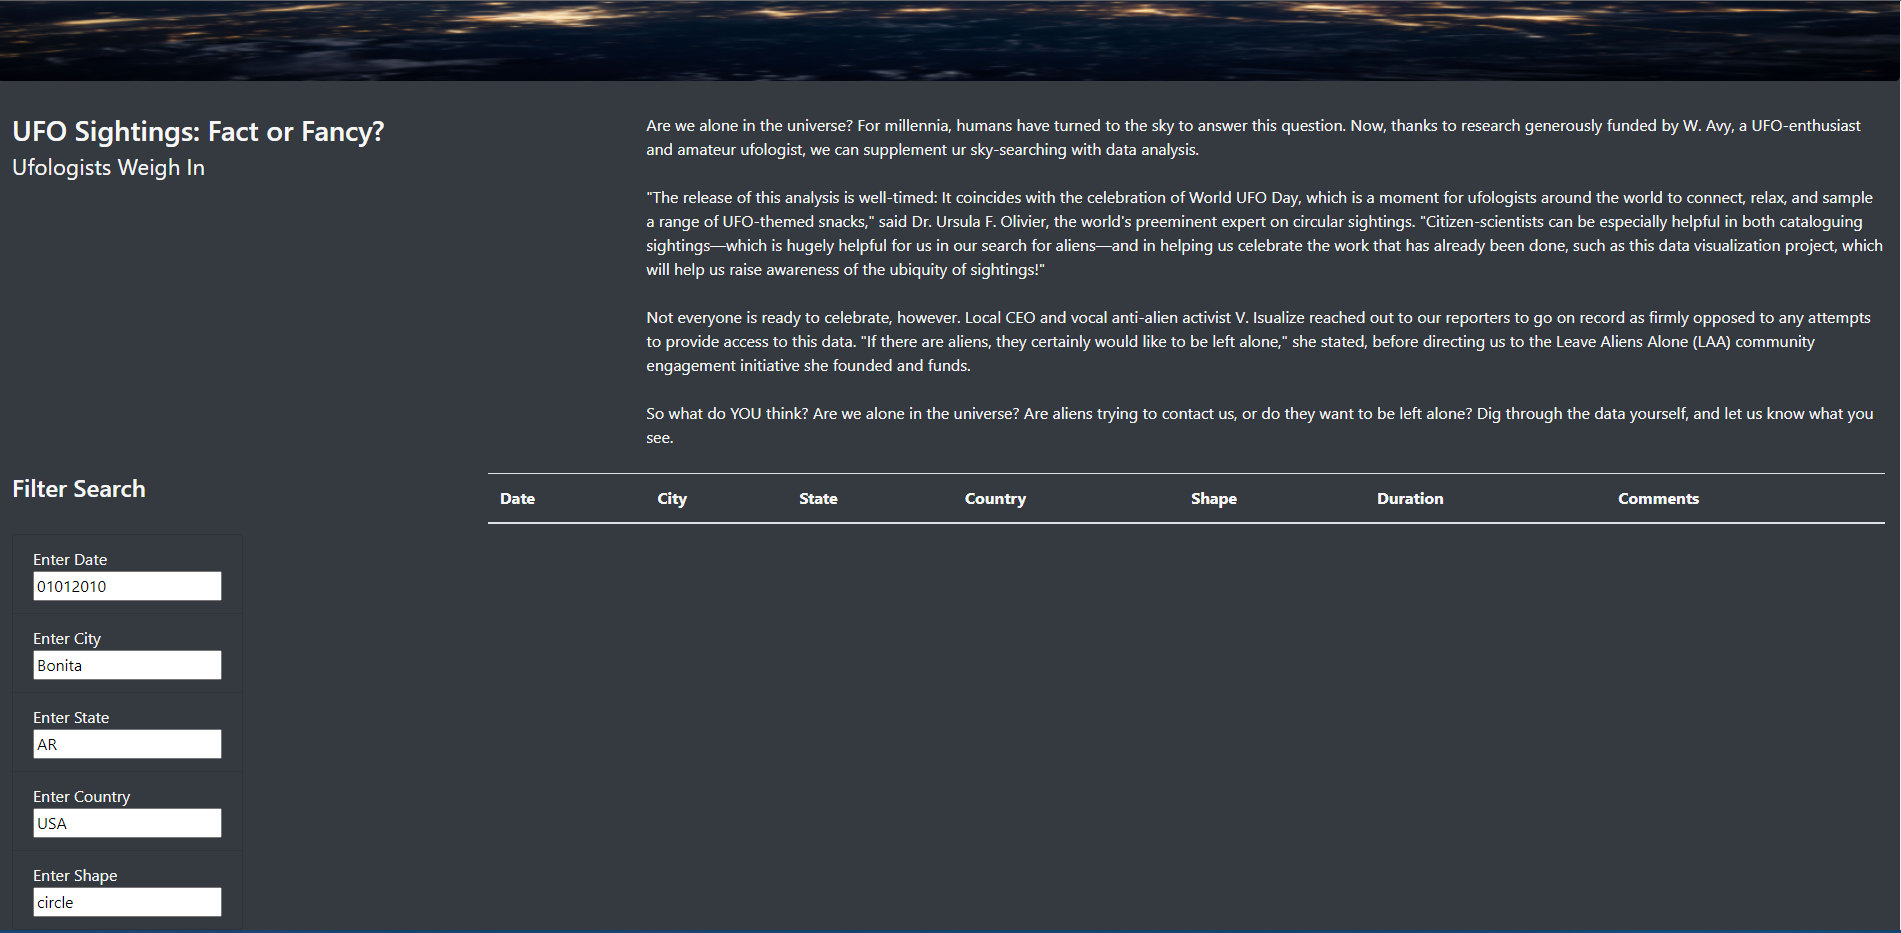 UFO Sightings: Fact or Fancy?
Ufologists Weigh In
Are we alone in the universe? For millennia, humans have turned to the sky to answer this question. Now, thanks to research generously funded by W. Avy, a UFO-enthusiast
and amateur ufologist, we can supplement ur sky-searching with data analysis.
"The release of this analysis is well-timed: It coincides with the celebration of World UFO Day, which is a moment for ufologists around the world to connect, relax, and sample
a range of UFO-themed snacks," said Dr. Ursula F. Olivier, the world's preeminent expert on circular sightings. "Citizen-scientists can be especially helpful in both cataloguing
sightings—which is hugely helpful for us in our search for aliens—and in helping us celebrate the work that has already been done, such as this data visualization project, which
will help us raise awareness of the ubiquity of sightings!"
Not everyone is ready to celebrate, however. Local CEO and vocal anti-alien activist V. Isualize reached out to our reporters to go on record as firmly opposed to any attempts
to provide access to this data. "If there are aliens, they certainly would like to be left alone," she stated, before directing us to the Leave Aliens Alone (LAA) community
engagement initiative she founded and funds.
So what do YOU think? Are we alone in the universe? Are aliens trying to contact us, or do they want to be left alone? Dig through the data yourself, and let us know what you
see.
Filter Search
Enter Date
01012010
Enter City
Bonita
Enter State
AR
Enter Country
USA
Enter Shape
circle
Date City State Country Shape Duration Comments